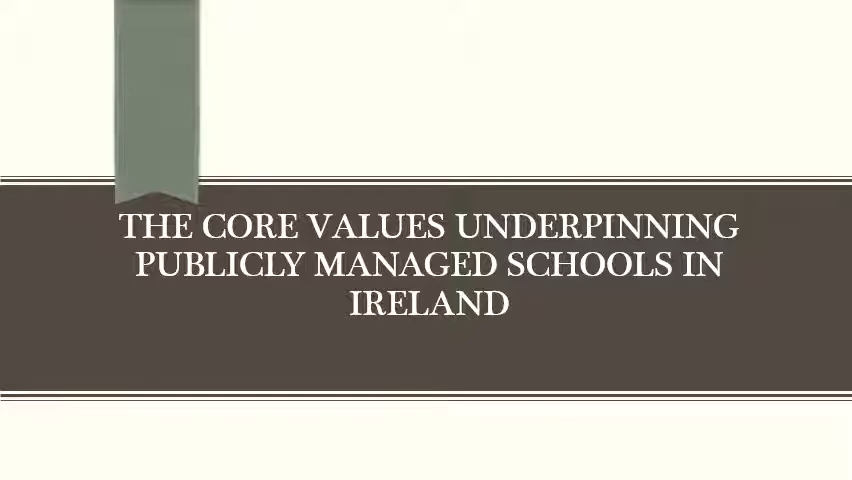 THE CORE VALUES UNDERPINNING
PUBLICLY MANAGED SCHOOLS IN
IRELAND